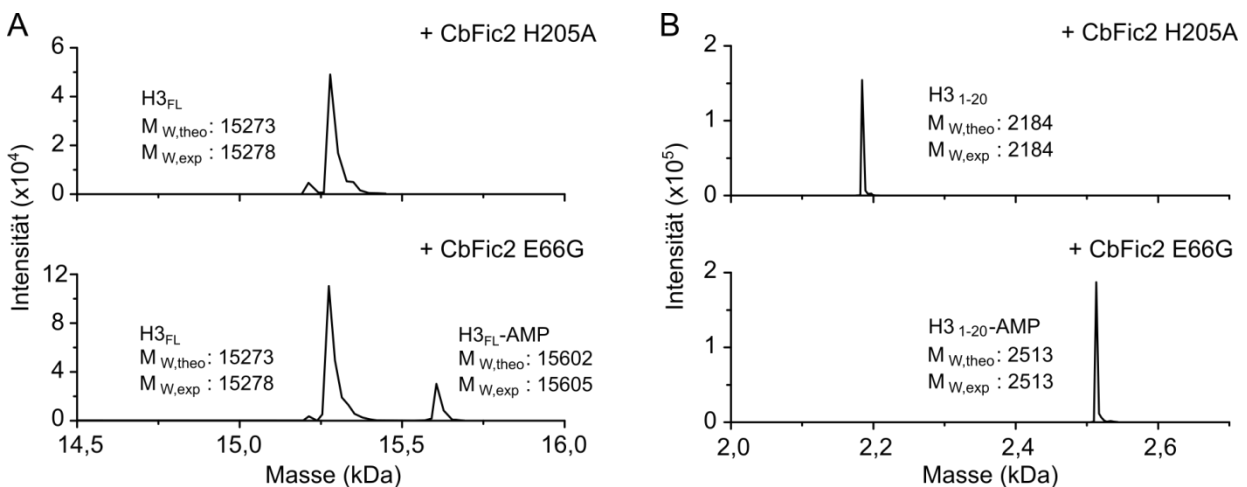 A
+ CbFic2 H205A
6
4
2
0
H3FL
M W,theo: 15273
M W,exp : 15278
+ CbFic2 E66G
12
8
4
0
H3FL
M W,theo: 15273
M W,exp : 15278
H3FL-AMP
M W,theo: 15602
M W,exp : 15605
Intensität (x10⁴)
14,5 15,0 15,5 16,0
Masse (kDa)
B
+ CbFic2 H205A
2
1
0
H3 1-20
M W,theo: 2184
M W,exp : 2184
+ CbFic2 E66G
2
1
0
H3 1-20-AMP
M W,theo: 2513
M W,exp : 2513
Intensität (x10⁵)
2,0 2,2 2,4 2,6
Masse (kDa)